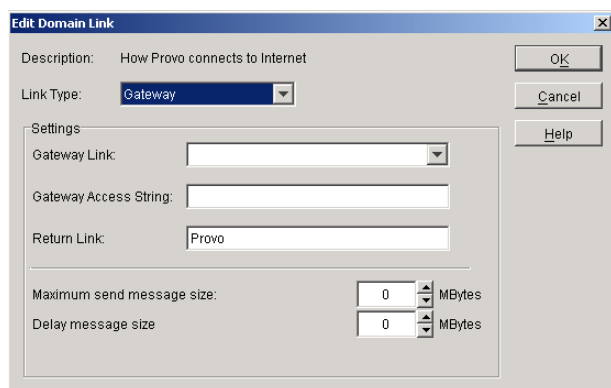 Edit Domain Link
Description: How Provo connects to Internet
Link Type: Gateway
OK
Cancel
Help
Settings
Gateway Link:
Gateway Access String:
Return Link: Provo
Maximum send message size: 0 MBytes
Delay message size 0 MBytes